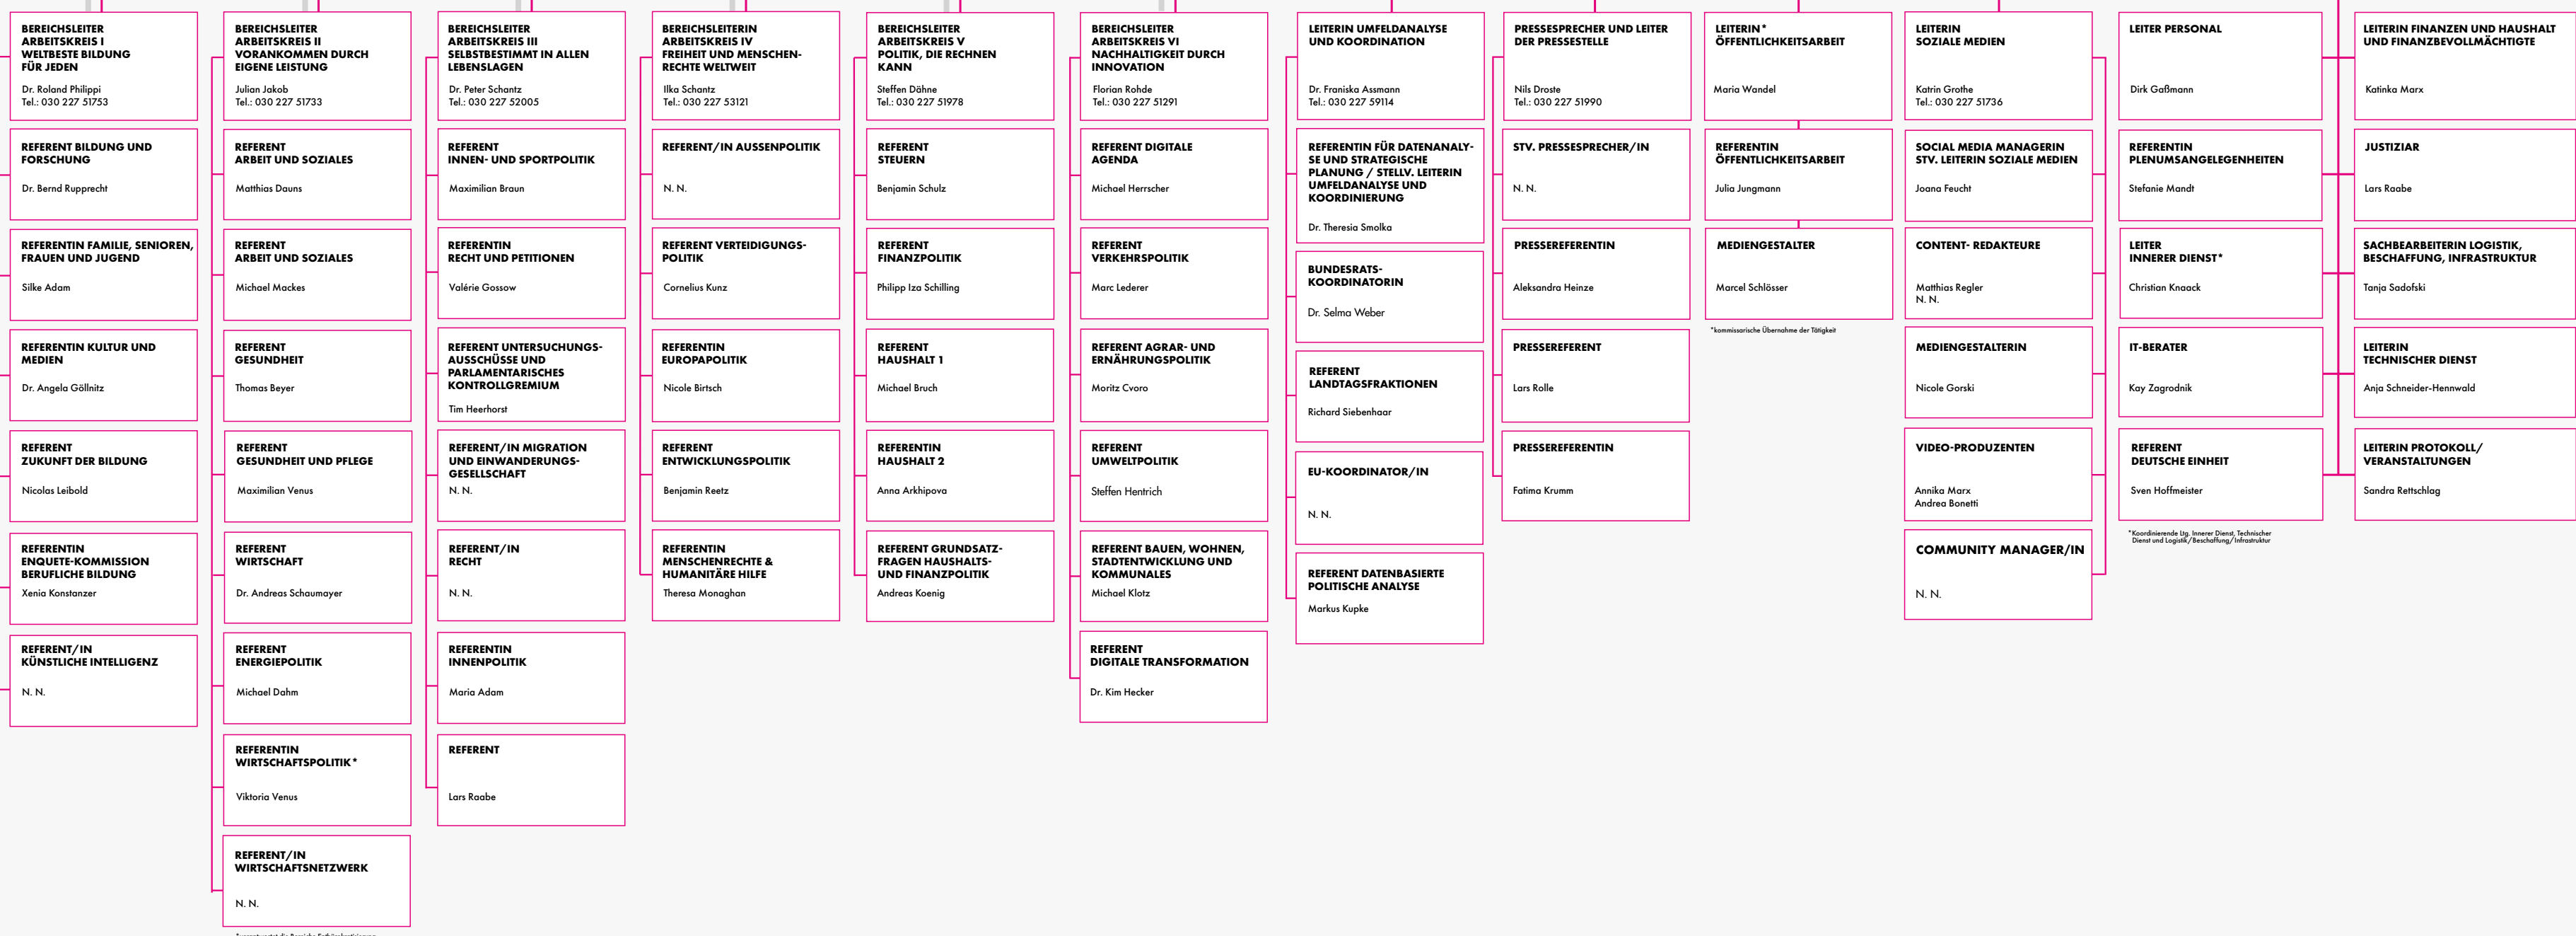 BEREICHSLEITER
ARBEITSKREIS I
WELTBESTE BILDUNG
FÜR JEDEN
Dr. Roland Philippi
Tel.: 030 227 51753
REFERENT BILDUNG UND
FORSCHUNG
Dr. Bernd Rupprecht
REFERENTIN FAMILIE, SENIOREN,
FRAUEN UND JUGEND
Silke Adam
REFERENTIN KULTUR UND
MEDIEN
Dr. Angela Göllnitz
REFERENT
ZUKUNFT DER BILDUNG
Nicolas Leibold
REFERENTIN
ENQUETE-KOMMISSION
BERUFLICHE BILDUNG
Xenia Konstanzer
REFERENT/IN
KÜNSTLICHE INTELLIGENZ
N. N.
BEREICHSLEITER
ARBEITSKREIS II
VORANKOMMEN DURCH
EIGENE LEISTUNG
Julian Jakob
Tel.: 030 227 51733
REFERENT
ARBEIT UND SOZIALES
Matthias Dauns
REFERENT
ARBEIT UND SOZIALES
Michael Mackes
REFERENT
GESUNDHEIT
Thomas Beyer
REFERENT
GESUNDHEIT UND PFLEGE
Maximilian Venus
REFERENT
WIRTSCHAFT
Dr. Andreas Schaumayer
REFERENT
ENERGIEPOLITIK
Michael Dahm
REFERENTIN
WIRTSCHAFTSPOLITIK*
Viktoria Venus
REFERENT/IN
WIRTSCHAFTSNETZWERK
N. N.
BEREICHSLEITER
ARBEITSKREIS III
SELBSTBESTIMMT IN ALLEN
LEBENSLAGEN
Dr. Peter Schantz
Tel.: 030 227 52005
REFERENT
INNEN- UND SPORTPOLITIK
Maximilian Braun
REFERENTIN
RECHT UND PETITIONEN
Valérie Gossow
REFERENT UNTERSUCHUNGS-
AUSSCHÜSSE UND
PARLAMENTARISCHES
KONTROLLGREMIUM
Tim Heerhorst
REFERENT/IN MIGRATION
UND EINWANDERUNGS-
GESELLSCHAFT
N. N.
REFERENT/IN
RECHT
N. N.
REFERENTIN
INNENPOLITIK
Maria Adam
REFERENT
Lars Raabe
BEREICHSLEITERIN
ARBEITSKREIS IV
FREIHEIT UND MENSCHEN-
RECHTE WELTWEIT
Ilka Schantz
Tel.: 030 227 53121
REFERENT/IN AUSSENPOLITIK
N. N.
REFERENT VERTEIDIGUNGS-
POLITIK
Cornelius Kunz
REFERENTIN
EUROPAPOLITIK
Nicole Birtsch
REFERENT
ENTWICKLUNGSPOLITIK
Benjamin Reetz
REFERENTIN
MENSCHENRECHTE &
HUMANITÄRE HILFE
Theresa Monaghan
BEREICHSLEITER
ARBEITSKREIS V
POLITIK, DIE RECHNEN
KANN
Steffen Dähne
Tel.: 030 227 51978
REFERENT
STEUERN
Benjamin Schulz
REFERENT
FINANZPOLITIK
Philipp Iza Schilling
REFERENT
HAUSHALT 1
Michael Bruch
REFERENTIN
HAUSHALT 2
Anna Arkhipova
REFERENT GRUNDSATZ-
FRAGEN HAUSHALTS-
UND FINANZPOLITIK
Andreas Koenig
BEREICHSLEITER
ARBEITSKREIS VI
NACHHALTIGKEIT DURCH
INNOVATION
Florian Rohde
Tel.: 030 227 51291
REFERENT DIGITALE
AGENDA
Michael Herrscher
REFERENT
VERKEHRSPOLITIK
Marc Lederer
REFERENT AGRAR- UND
ERNÄHRUNGSPOLITIK
Moritz Cvoro
REFERENT
UMWELTPOLITIK
Steffen Hentrich
REFERENT BAUEN, WOHNEN,
STADTENTWICKLUNG UND
KOMMUNALES
Michael Klotz
REFERENT
DIGITALE TRANSFORMATION
Dr. Kim Hecker
LEITERIN UMFELDANALYSE
UND KOORDINATION
Dr. Franiska Assmann
Tel.: 030 227 59114
REFERENTIN FÜR DATENANALY-
SE UND STRATEGISCHE
PLANUNG / STELLV. LEITERIN
UMFELDANALYSE UND
KOORDINIERUNG
Dr. Theresia Smolka
BUNDESRATS-
KOORDINATORIN
Dr. Selma Weber
REFERENT
LANDTAGSFRAKTIONEN
Richard Siebenhaar
EU-KOORDINATOR/IN
N. N.
REFERENT DATENBASIERTE
POLITISCHE ANALYSE
Markus Kupke
PRESSESPRECHER UND LEITER
DER PRESSESTELLE
Nils Droste
Tel.: 030 227 51990
STV. PRESSESPRECHER/IN
N. N.
PRESSEREFERENTIN
Aleksandra Heinze
PRESSEREFERENT
Lars Rolle
PRESSEREFERENTIN
Fatima Krumm
LEITERIN*
ÖFFENTLICHKEITSARBEIT
Maria Wandel
REFERENTIN
ÖFFENTLICHKEITSARBEIT
Julia Jungmann
MEDIENGESTALTER
Marcel Schlösser
*kommissarische Übernahme der Tätigkeit
LEITERIN
SOZIALE MEDIEN
Katrin Grothe
Tel.: 030 227 51736
SOCIAL MEDIA MANAGERIN
STV. LEITERIN SOZIALE MEDIEN
Joana Feucht
CONTENT- REDAKTEURE
Matthias Regler
N. N.
MEDIENGESTALTERIN
Nicole Gorski
VIDEO-PRODUZENTEN
Annika Marx
Andrea Bonetti
COMMUNITY MANAGER/IN
N. N.
LEITER PERSONAL
Dirk Gaßmann
REFERENTIN
PLENUMSANGELEGENHEITEN
Stefanie Mandt
LEITER
INNERER DIENST*
Christian Knaack
IT-BERATER
Kay Zagrodnik
REFERENT
DEUTSCHE EINHEIT
Sven Hoffmeister
*Koordinierende Ltg. Innerer Dienst, Technischer
Dienst und Logistik/Beschaffung/Infrastruktur
LEITERIN FINANZEN UND HAUSHALT
UND FINANZBEVOLLMÄCHTIGTE
Katinka Marx
JUSTIZIAR
Lars Raabe
SACHBEARBEITERIN LOGISTIK,
BESCHAFFUNG, INFRASTRUKTUR
Tanja Sadofski
LEITERIN
TECHNISCHER DIENST
Anja Schneider-Hennwald
LEITERIN PROTOKOLL/
VERANSTALTUNGEN
Sandra Rettschlag